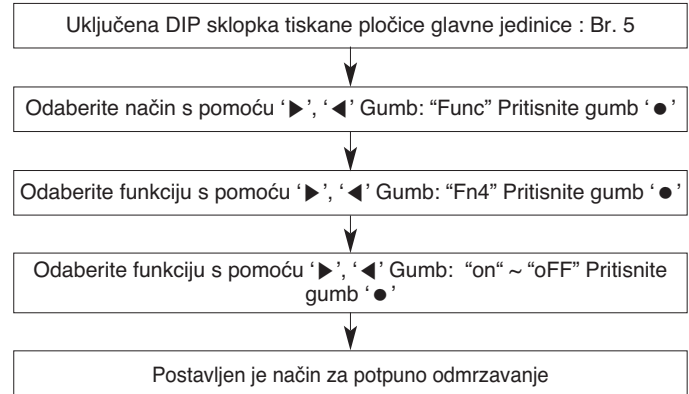 Uključena DIP sklopka tiskane pločice glavne jedinice : Br. 5
Odaberite način s pomoću ‘▶’, ‘◀’ Gumb: “Func” Pritisnite gumb ‘●’
Odaberite funkciju s pomoću ‘▶’, ‘◀’ Gumb: “Fn4” Pritisnite gumb ‘●’
Odaberite funkciju s pomoću ‘▶’, ‘◀’ Gumb: “on“ ~ “oFF” Pritisnite
gumb ‘●’
Postavljen je način za potpuno odmrzavanje